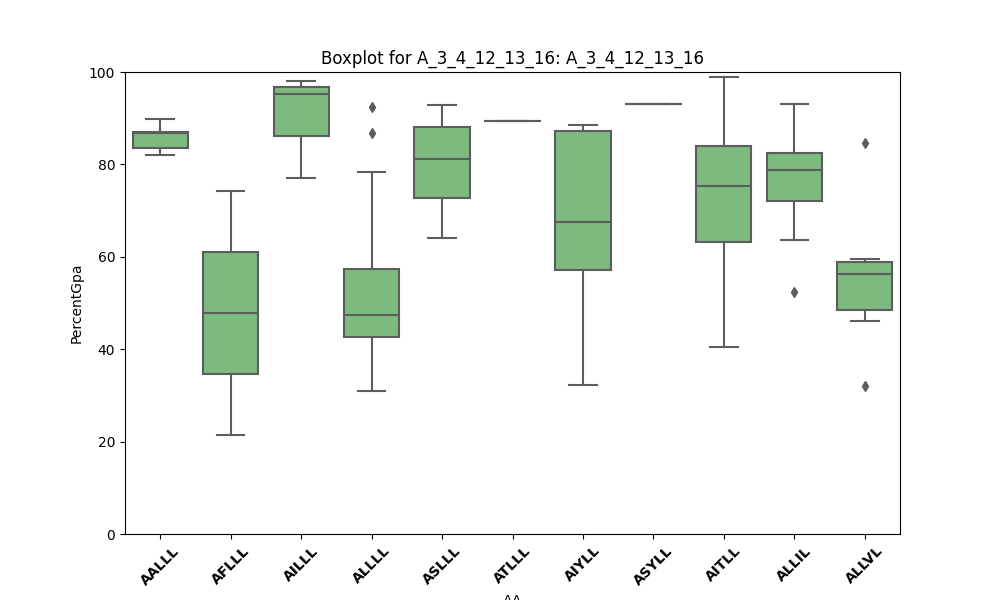 Boxplot for A_3_4_12_13_16: A_3_4_12_13_16
100
80
60
40
20
0
PercentGpa
AALLL AFLLL AILLL ALLLL ASLLL ATLLL AIYLL ASYLL AITLL ALLIL ALLVL
AA